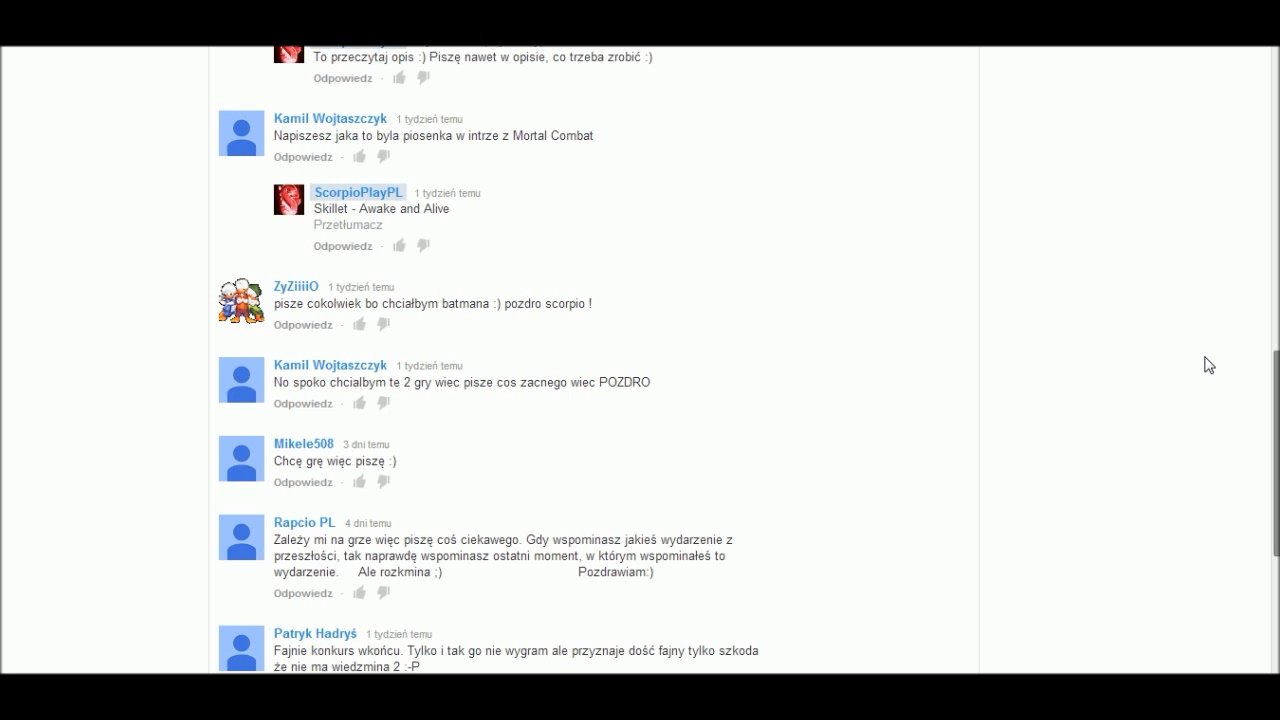 To przeczytaj opis :) Piszę nawet w opisie, co trzeba zrobić :)
Odpowiedz ·
Kamil Wojtaszczyk 1 tydzień temu
Napiszesz jaka to byla piosenka w intrze z Mortal Combat
Odpowiedz ·
ScorpioPlayPL 1 tydzień temu
Skillet - Awake and Alive
Przetłumacz
Odpowiedz ·
ZyZiiiiO 1 tydzień temu
pisze cokolwiek bo chciałbym batmana :) pozdro scorpio !
Odpowiedz ·
Kamil Wojtaszczyk 1 tydzień temu
No spoko chcialbym te 2 gry wiec pisze cos zacnego wiec POZDRO
Odpowiedz ·
Mikele508 3 dni temu
Chcę grę więc piszę :)
Odpowiedz ·
Rapcio PL 4 dni temu
Zależy mi na grze więc piszę coś ciekawego. Gdy wspominasz jakieś wydarzenie z
przeszłości, tak naprawdę wspominasz ostatni moment, w którym wspominałeś to
wydarzenie. Ale rozkmina ;) Pozdrawiam:)
Odpowiedz ·
Patryk Hadryś 1 tydzień temu
Fajnie konkurs wkońcu. Tylko i tak go nie wygram ale przyznaje dość fajny tylko szkoda
że nie ma wiedzmina 2 :-P